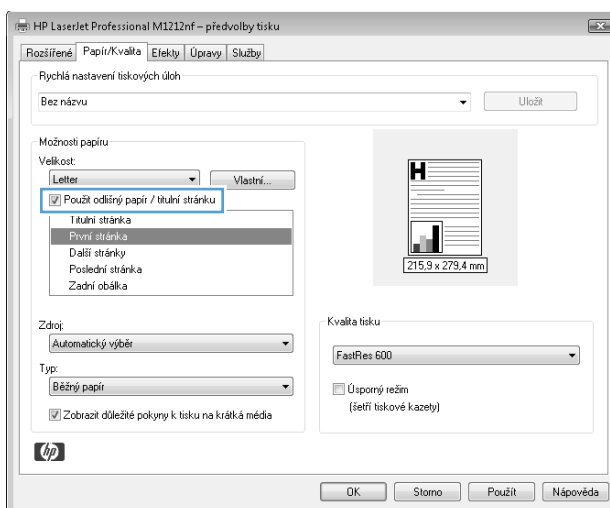 HP LaserJet Professional M1212nf – předvolby tisku
Rozšířené Papír/Kvalita Efekty Úpravy Služby
Rychlá nastavení tiskových úloh
Bez názvu
Uložit
Možnosti papíru
Velikost:
Letter
Vlastní...
Použít odlišný papír / titulní stránku
Titulní stránka
První stránka
Další stránky
Poslední stránka
Zadní obálka
H
215,9 x 279,4 mm
Zdroj:
Automatický výběr
Typ:
Běžný papír
Zobrazit důležité pokyny k tisku na krátká média
Kvalita tisku
FastRes 600
Úsporný režim
(šetří tiskové kazety)
hp
OK Storno Použít Nápověda